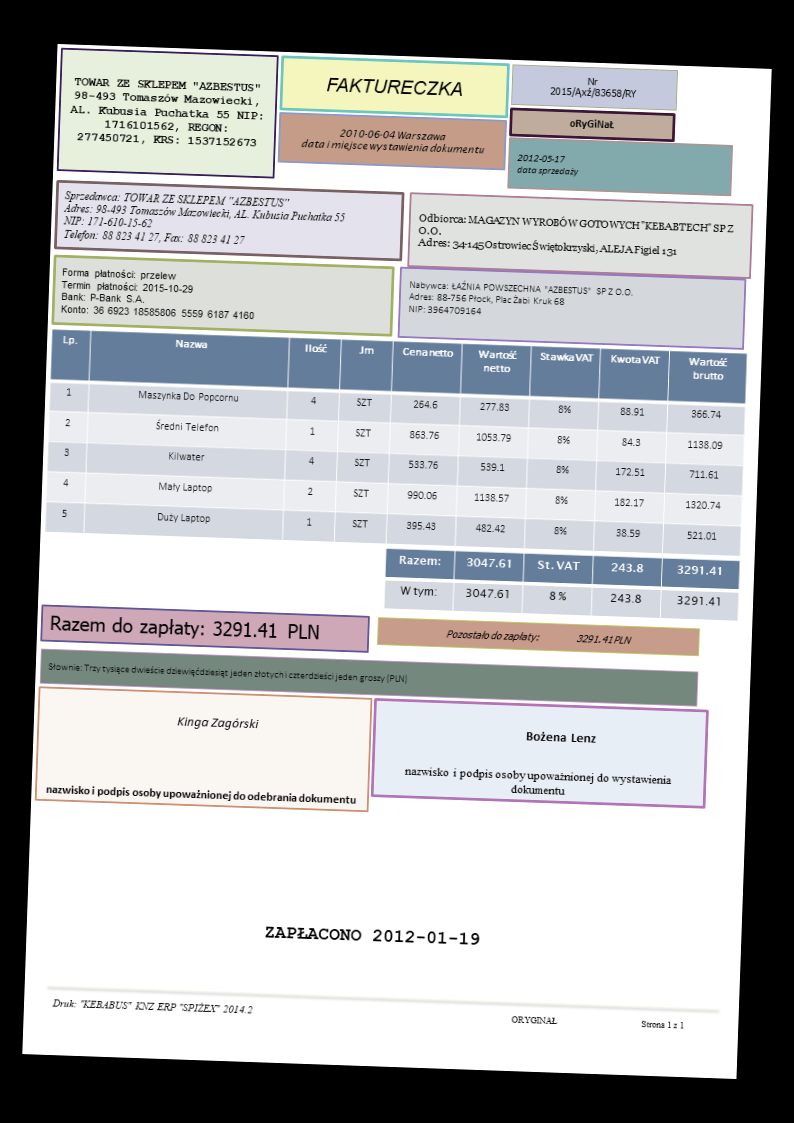 TOWAR ZE SKLEPEM "AZBESTUS"
98-493 Tomaszów Mazowiecki,
AL. Kubusia Puchatka 55 NIP:
1716101562, REGON:
277450721, KRS: 1537152673
FAKTURECZKA
2010-06-04 Warszawa
data i miejsce wystawienia dokumentu
Nr
2015/Axź/83658/RY
oRyGiNaŁ
2012-05-17
data sprzedaży
Sprzedawca: TOWAR ZE SKLEPEM "AZBESTUS"
Adres: 98-493 Tomaszów Mazowiecki, AL. Kubusia Puchatka 55
NIP: 171-610-15-62
Telefon: 88 823 41 27, Fax: 88 823 41 27
Odbiorca: MAGAZYN WYROBÓW GOTOWYCH "KEBABTECH" SP Z
O.O.
Adres: 34-145 Ostrowiec Świętokrzyski, ALEJA Figiel 131
Forma płatności: przelew
Termin płatności: 2015-10-29
Bank: P-Bank S.A.
Konto: 36 6923 18585806 5559 6187 4160
Nabywca: ŁAŹNIA POWSZECHNA "AZBESTUS" SP Z O.O.
Adres: 88-756 Płock, Plac Żabi Kruk 68
NIP: 3964709164
Lp. Nazwa Ilość Jm Cena netto Wartość netto Stawka VAT Kwota VAT Wartość brutto
1 Maszynka Do Popcornu 4 SZT 264.6 277.83 8% 88.91 366.74
2 Średni Telefon 1 SZT 863.76 1053.79 8% 84.3 1138.09
3 Kilwater 4 SZT 533.76 539.1 8% 172.51 711.61
4 Mały Laptop 2 SZT 990.06 1138.57 8% 182.17 1320.74
5 Duży Laptop 1 SZT 395.43 482.42 8% 38.59 521.01
Razem: 3047.61 St. VAT 243.8 3291.41
W tym: 3047.61 8% 243.8 3291.41
Razem do zapłaty: 3291.41 PLN
Pozostało do zapłaty: 3291.41 PLN
Słownie: Trzy tysiące dwieście dziewięćdziesiąt jeden złotych i czterdzieści jeden groszy (PLN)
Kinga Zagórski
nazwisko i podpis osoby upoważnionej do odebrania dokumentu
Bożena Lenz
nazwisko i podpis osoby upoważnionej do wystawienia
dokumentu
ZAPŁACONO 2012-01-19
Druk: "KEBABUS" KNZ ERP "SPIŻEX" 2014.2
ORYGINAŁ
Strona 1 z 1